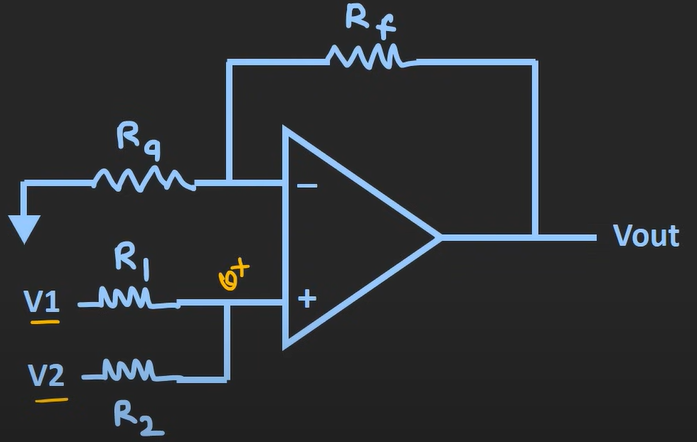 Rf
Rg
−
Vout
R1
v+
+
V1
V2
R2